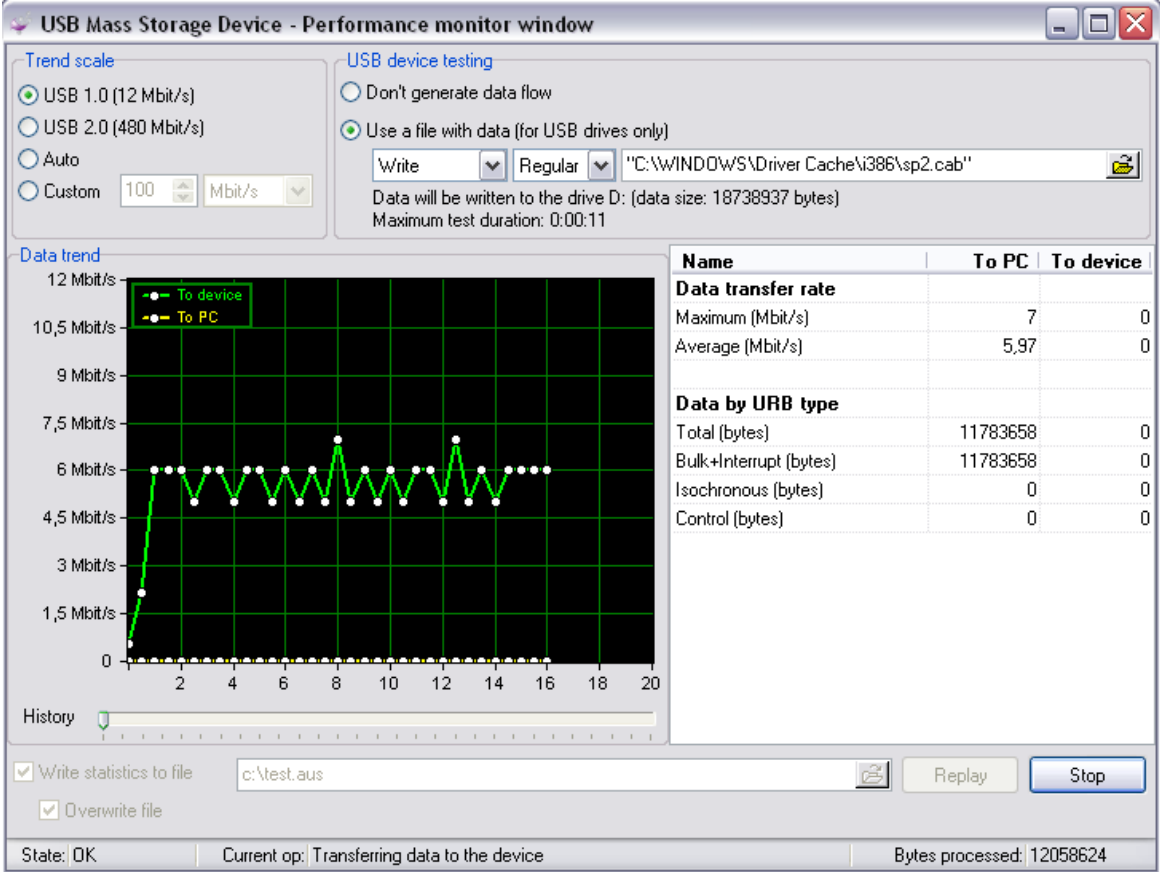 USB Mass Storage Device - Performance monitor window
Trend scale
USB 1.0 (12 Mbit/s)
USB 2.0 (480 Mbit/s)
Auto
Custom 100 Mbit/s
USB device testing
Don't generate data flow
Use a file with data (for USB drives only)
Write Regular "C:\WINDOWS\Driver Cache\i386\sp2.cab"
Data will be written to the drive D: (data size: 18738937 bytes)
Maximum test duration: 0:00:11
Data trend
12 Mbit/s
10,5 Mbit/s
9 Mbit/s
7,5 Mbit/s
6 Mbit/s
4,5 Mbit/s
3 Mbit/s
1,5 Mbit/s
0
To device
To PC
2 4 6 8 10 12 14 16 18 20
History
Name To PC To device
Data transfer rate
Maximum (Mbit/s) 7 0
Average (Mbit/s) 5,97 0
Data by URB type
Total (bytes) 11783658 0
Bulk+Interrupt (bytes) 11783658 0
Isochronous (bytes) 0 0
Control (bytes) 0 0
Write statistics to file c:\test.aus Replay Stop
Overwrite file
State: OK Current op: Transferring data to the device Bytes processed: 12058624